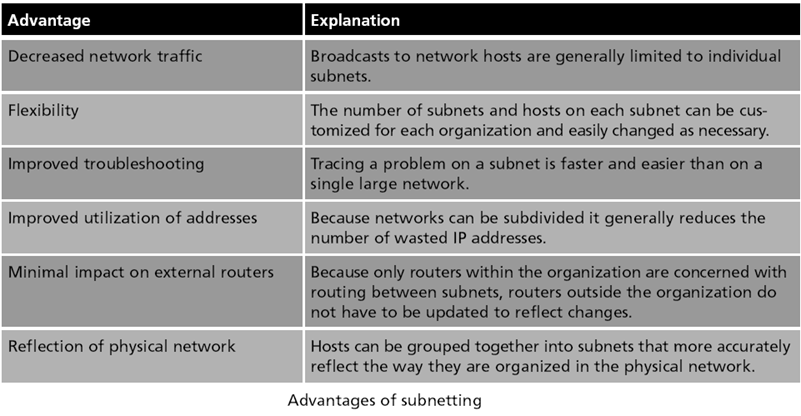 Advantage Explanation
Decreased network traffic Broadcasts to network hosts are generally limited to individual
subnets.
Flexibility The number of subnets and hosts on each subnet can be cus-
tomized for each organization and easily changed as necessary.
Improved troubleshooting Tracing a problem on a subnet is faster and easier than on a
single large network.
Improved utilization of addresses Because networks can be subdivided it generally reduces the
number of wasted IP addresses.
Minimal impact on external routers Because only routers within the organization are concerned with
routing between subnets, routers outside the organization do
not have to be updated to reflect changes.
Reflection of physical network Hosts can be grouped together into subnets that more accurately
reflect the way they are organized in the physical network.
Advantages of subnetting